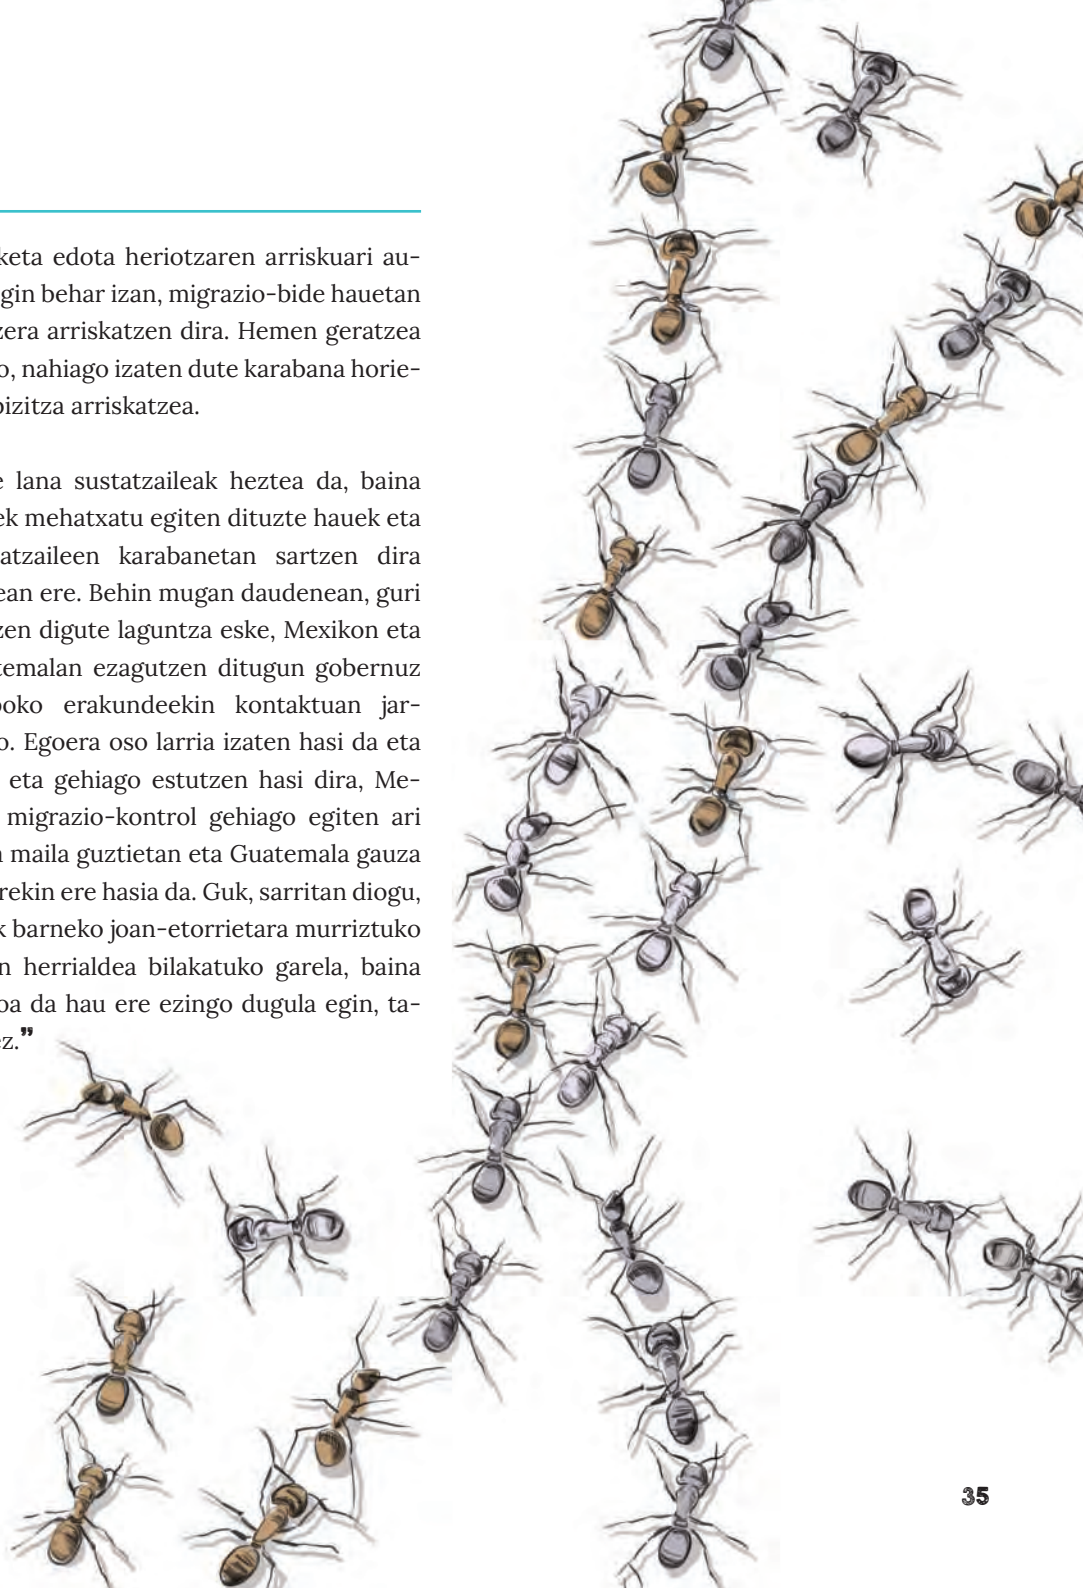 keta edota heriotzaren arriskuari au-
gin behar izan, migrazio-bide hauetan
zera arriskatzen dira. Hemen geratzea
o, nahiago izaten dute karabana horie-
bizitza arriskatzea.
e lana sustatzaileak heztea da, baina
ek mehatxatu egiten dituzte hauek eta
atzaileen karabanetan sartzen dira
ean ere. Behin mugan daudenean, guri
zen digute laguntza eske, Mexikon eta
temalan ezagutzen ditugun gobernuz
poko erakundeekin kontaktuan jar-
o. Egoera oso larria izaten hasi da eta
eta gehiago estutzen hasi dira, Me-
migrazio-kontrol gehiago egiten ari
n maila guztietan eta Guatemala gauza
rekin ere hasia da. Guk, sarritan diogu,
k barneko joan-etorrietara murriztuko
n herrialdea bilakatuko garela, baina
oa da hau ere ezingo dugula egin, ta-
ez.”
35